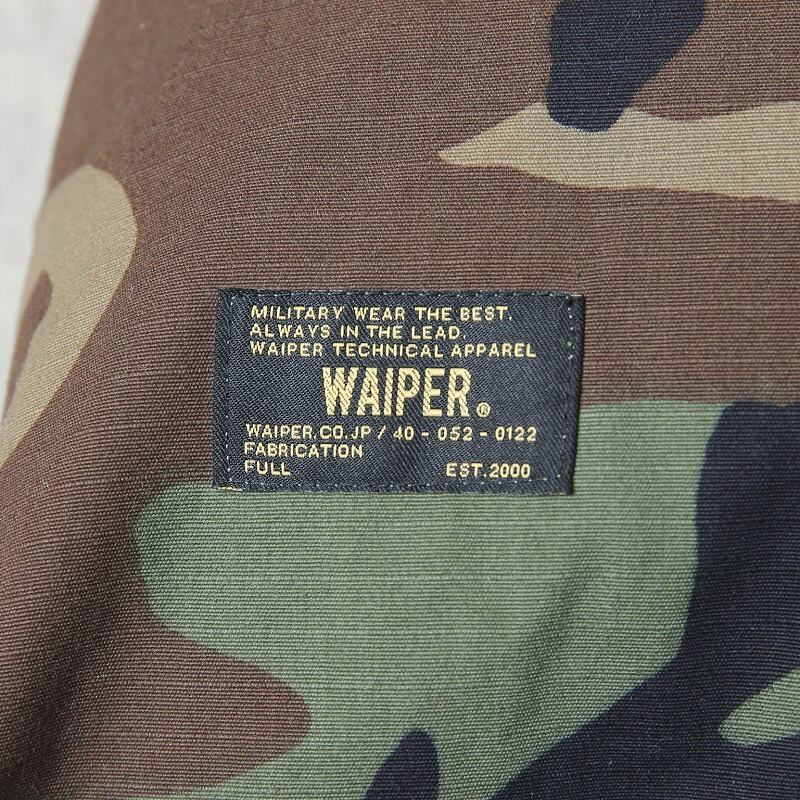 MILITARY WEAR THE BEST.
ALWAYS IN THE LEAD.
WAIPER TECHNICAL APPAREL
WAIPER®
WAIPER.CO.JP / 40 - 052 - 0122
FABRICATION
FULL EST.2000